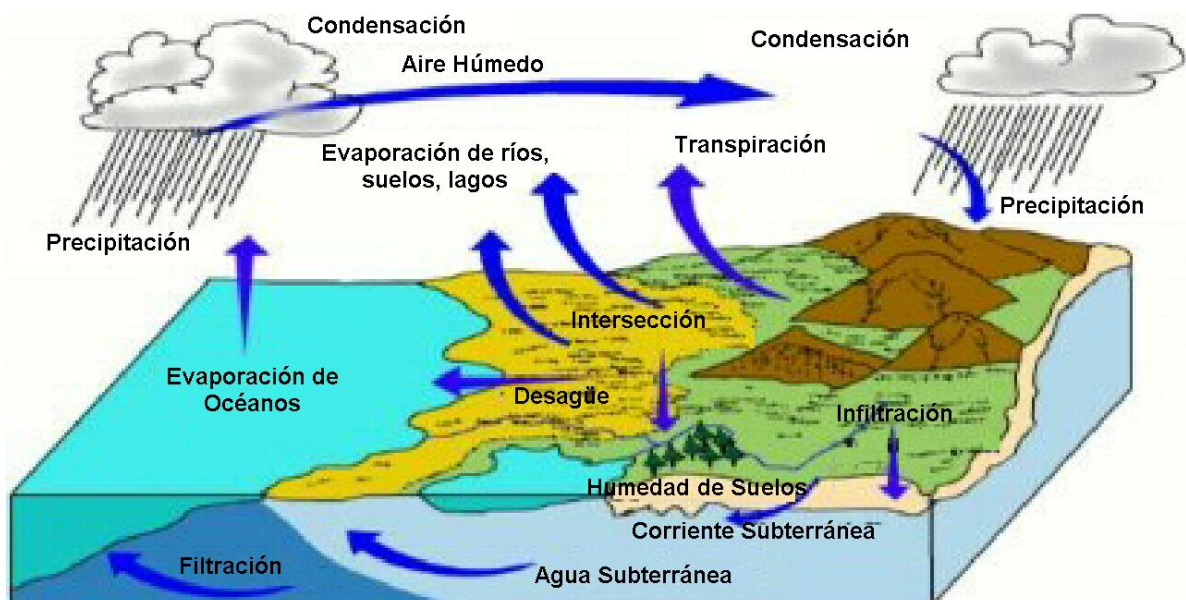 Condensación
Condensación
Aire Húmedo
Evaporación de ríos,
suelos, lagos
Transpiración
Precipitación
Precipitación
Intersección
Evaporación de
Océanos
Desagüe
Infiltración
Humedad de Suelos
Corriente Subterránea
Filtración
Agua Subterránea